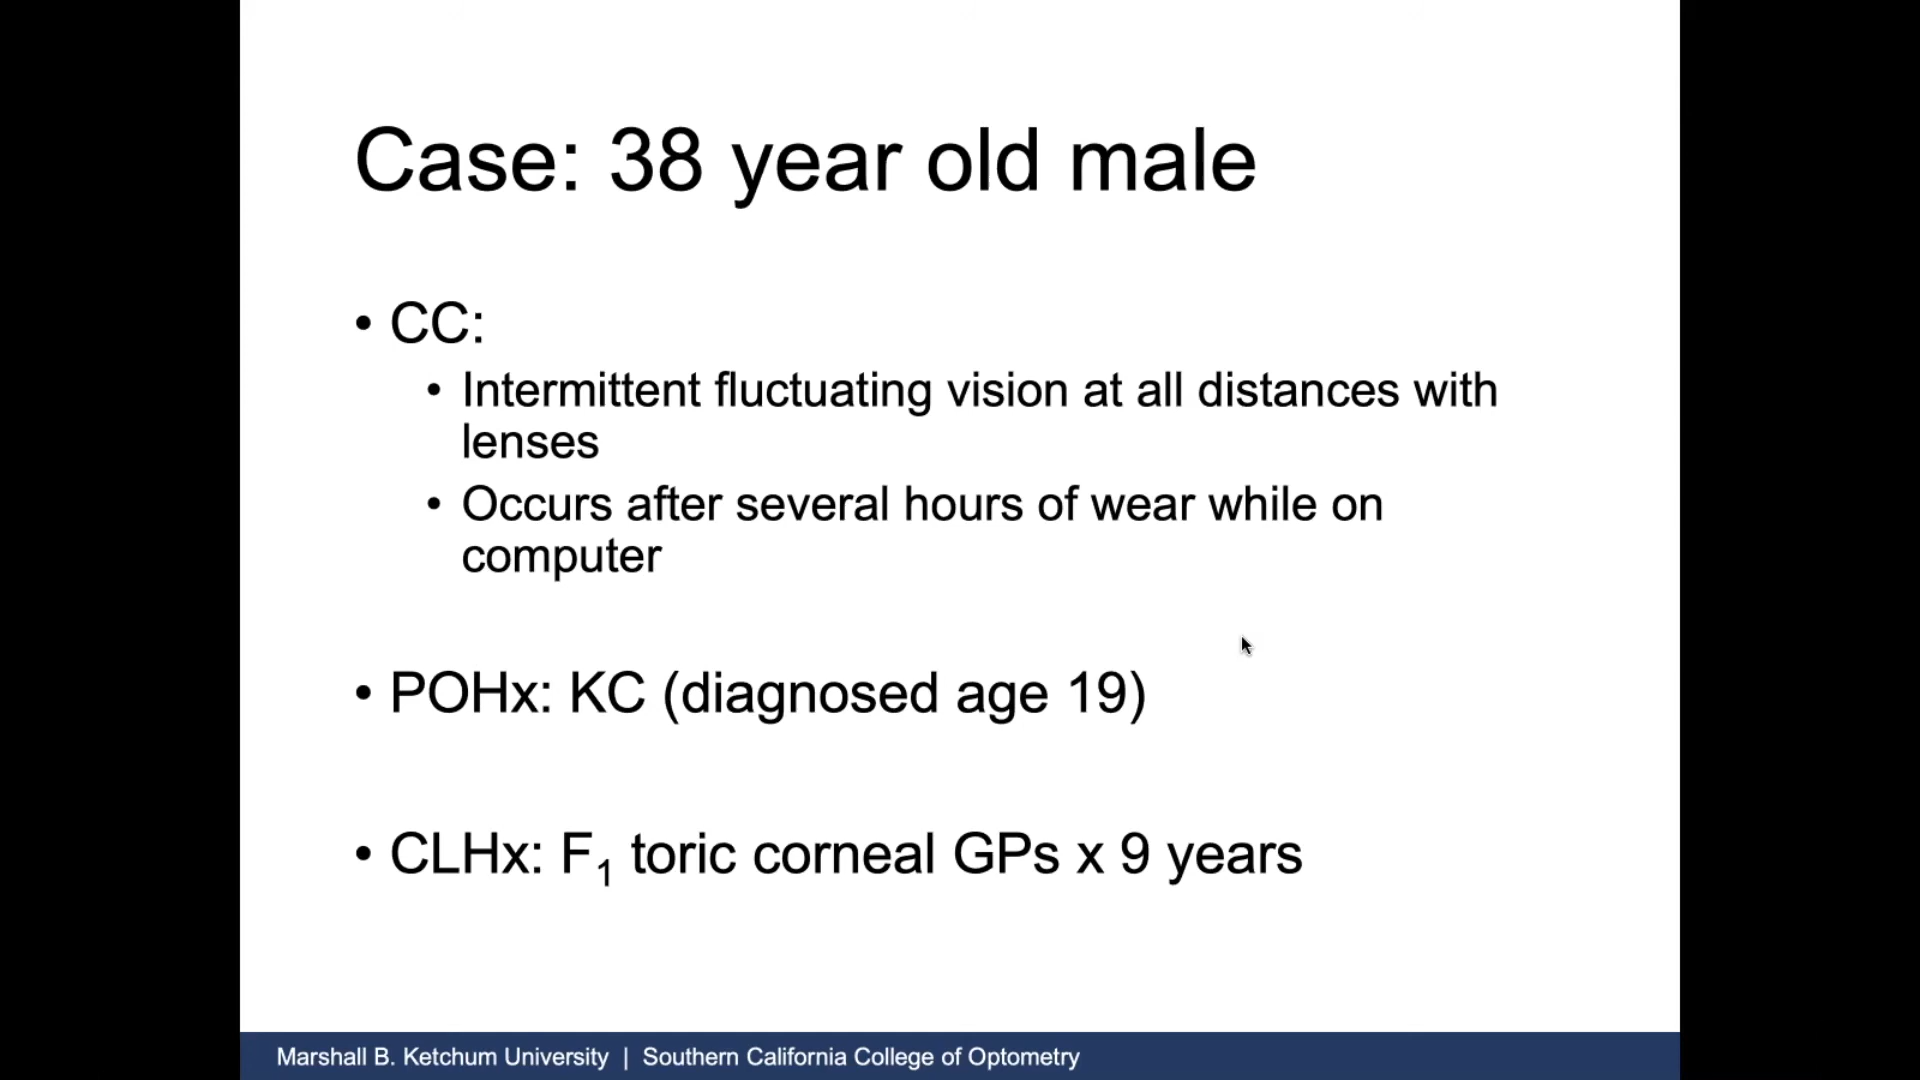 Case: 38 year old male
• CC:
• Intermittent fluctuating vision at all distances with
lenses
• Occurs after several hours of wear while on
computer
• POHx: KC (diagnosed age 19)
• CLHx: F₁ toric corneal GPs x 9 years
Marshall B. Ketchum University | Southern California College of Optometry